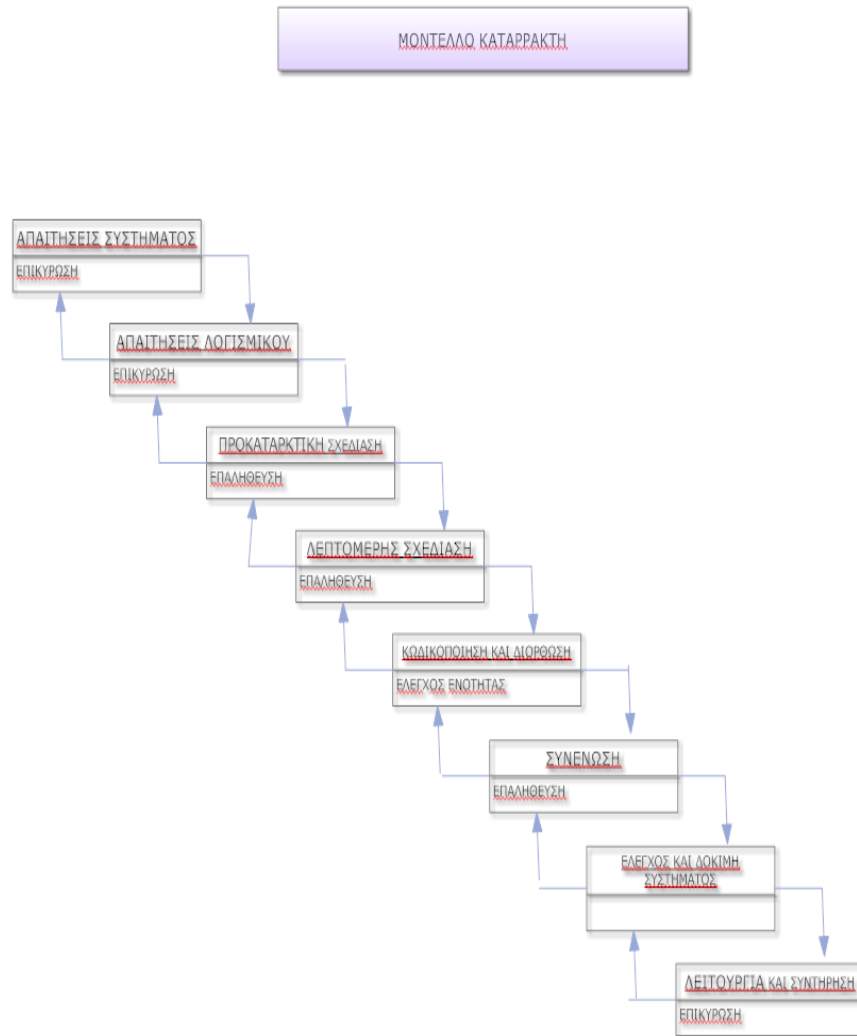 ΜΟΝΤΕΛΛΟ ΚΑΤΑΡΡΑΚΤΗ
ΑΠΑΙΤΗΣΕΙΣ ΣΥΣΤΗΜΑΤΟΣ
ΕΠΙΚΥΡΩΣΗ
ΑΠΑΙΤΗΣΕΙΣ ΛΟΓΙΣΜΙΚΟΥ
ΕΠΙΚΥΡΩΣΗ
ΠΡΟΚΑΤΑΡΚΤΙΚΗ ΣΧΕΔΙΑΣΗ
ΕΠΑΛΗΘΕΥΣΗ
ΛΕΠΤΟΜΕΡΗΣ ΣΧΕΔΙΑΣΗ
ΕΠΑΛΗΘΕΥΣΗ
ΚΩΔΙΚΟΠΟΙΗΣΗ ΚΑΙ ΔΙΟΡΘΩΣΗ
ΕΛΕΓΧΟΣ ΕΝΟΤΗΤΑΣ
ΣΥΝΕΝΩΣΗ
ΕΠΑΛΗΘΕΥΣΗ
ΕΛΕΓΧΟΣ ΚΑΙ ΔΟΚΙΜΗ
ΣΥΣΤΗΜΑΤΟΣ
ΛΕΙΤΟΥΡΓΙΑ ΚΑΙ ΣΥΝΤΗΡΗΣΗ
ΕΠΙΚΥΡΩΣΗ